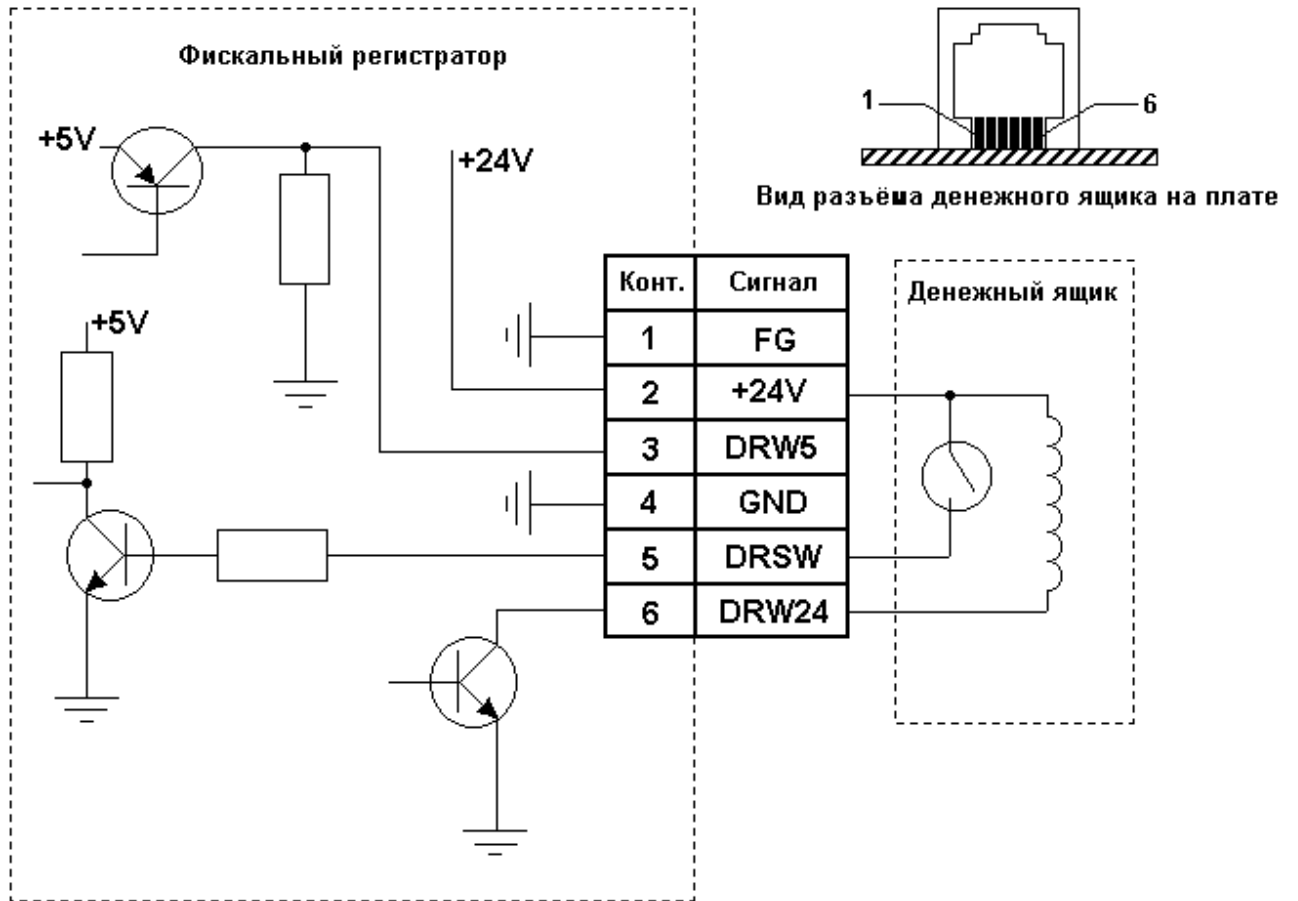 Фискальный регистратор
1
6
Вид разъёма денежного ящика на плате
+5V
+24V
+5V
Конт. Сигнал
1 FG
2 +24V
3 DRW5
4 GND
5 DRSW
6 DRW24
Денежный ящик